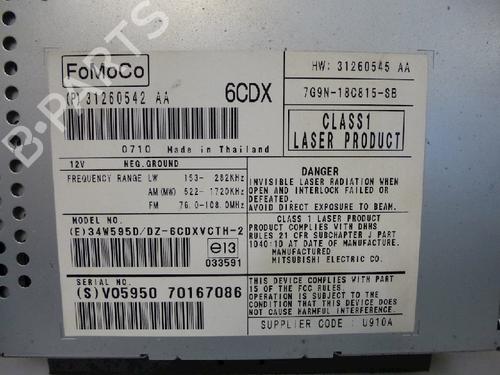 FoMoCo
(P) 31260542 AA
6CDX
0710 Made in Thailand
12V NEG.GROUND
FREQUENCY RANGE LW 153- 282KHz
AM (MW) 522- 1720KHz
FM 76.0-108.0MHz
MODEL NO.
(E)34W595D/DZ-6CDXVCTH-2
e13
033591
SERIAL NO.
(S)VO5950 70167086
HW: 31260545 AA
7G9N-18C815-SB
CLASS1
LASER PRODUCT
DANGER
INVISIBLE LASER RADIATION WHEN
OPEN AND INTERLOCK FAILED OR
DEFEATED.
AVOID DIRECT EXPOSURE TO BEAM.
CLASS 1 LASER PRODUCT
PRODUCT COMPLIES WITH DHHS
RULES 21 CFR SUBCHAPTER J PART
1040·10 AT DATE OF MANUFACTURE.
MANUFACTURED:
MITSUBISHI ELECTRIC CO.
THIS DEVICE COMPLIES WITH PART
15 OF THE FCC RULES
OPERATION IS SUBJECT TO THE
CONDITION THAT THIS DEVICE DOES
NOT CAUSE HARMFUL INTERFERENCE.
SUPPLIER CODE : U910A
B-PARTS